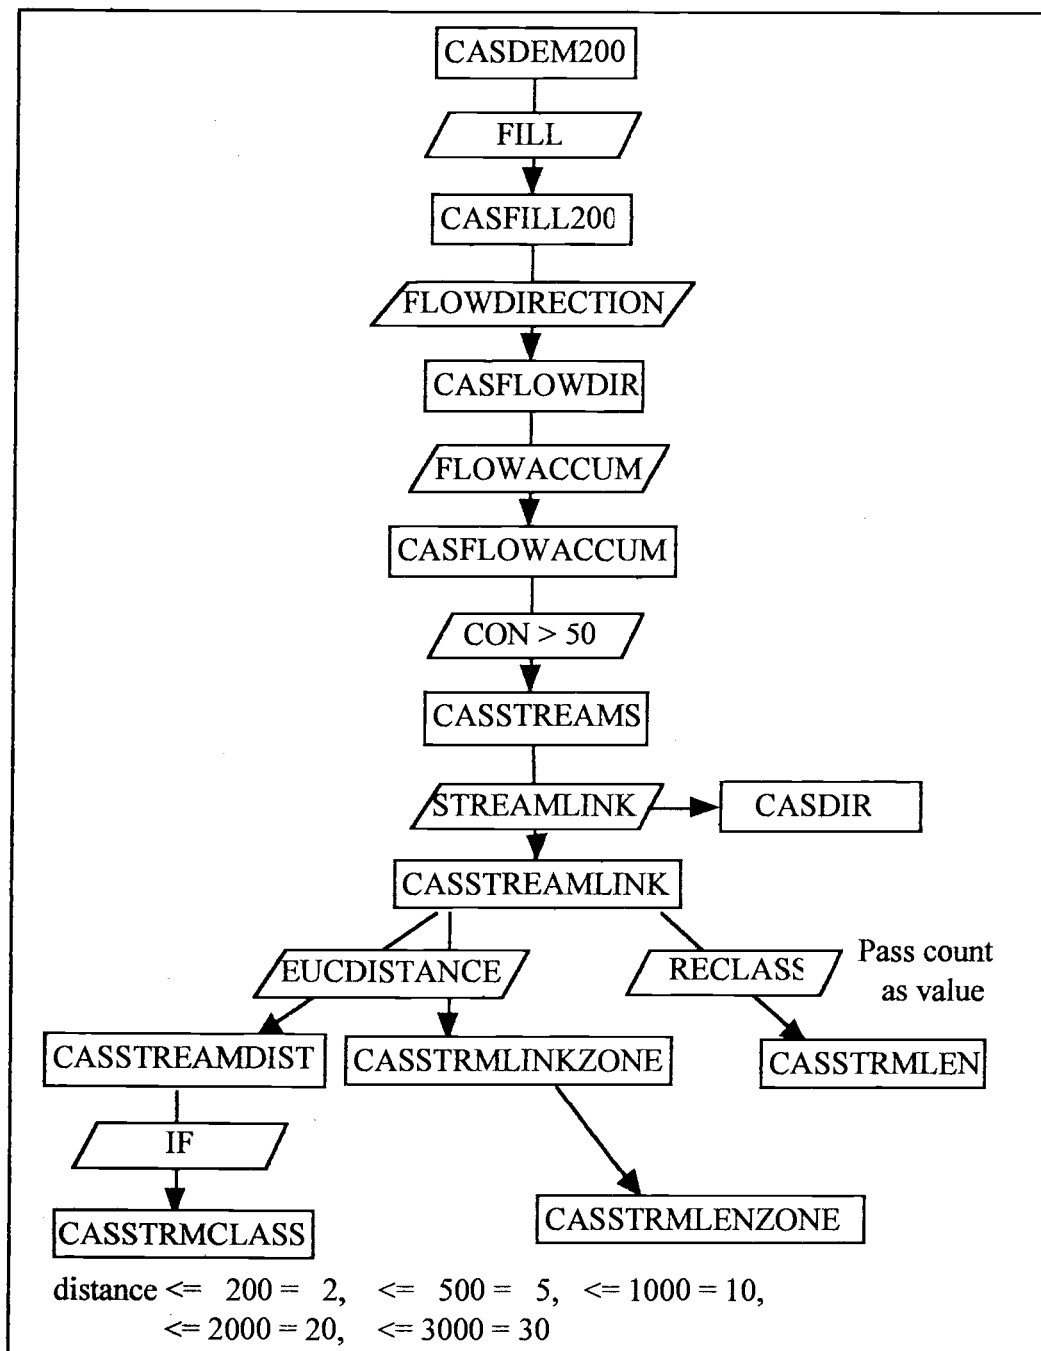 CASDEM200
FILL
CASFILL200
FLOWDIRECTION
CASFLOWDIR
FLOWACCUM
CASFLOWACCUM
CON > 50
CASSTREAMS
STREAMLINK
CASDIR
CASSTREAMLINK
EUCDISTANCE
RECLASS
Pass count
as value
CASSTREAMDIST
CASSTRMLINKZONE
CASSTRMLEN
IF
CASSTRMCLASS
CASSTRMLENZONE
distance <= 200 = 2, <= 500 = 5, <= 1000 = 10,
<= 2000 = 20, <= 3000 = 30